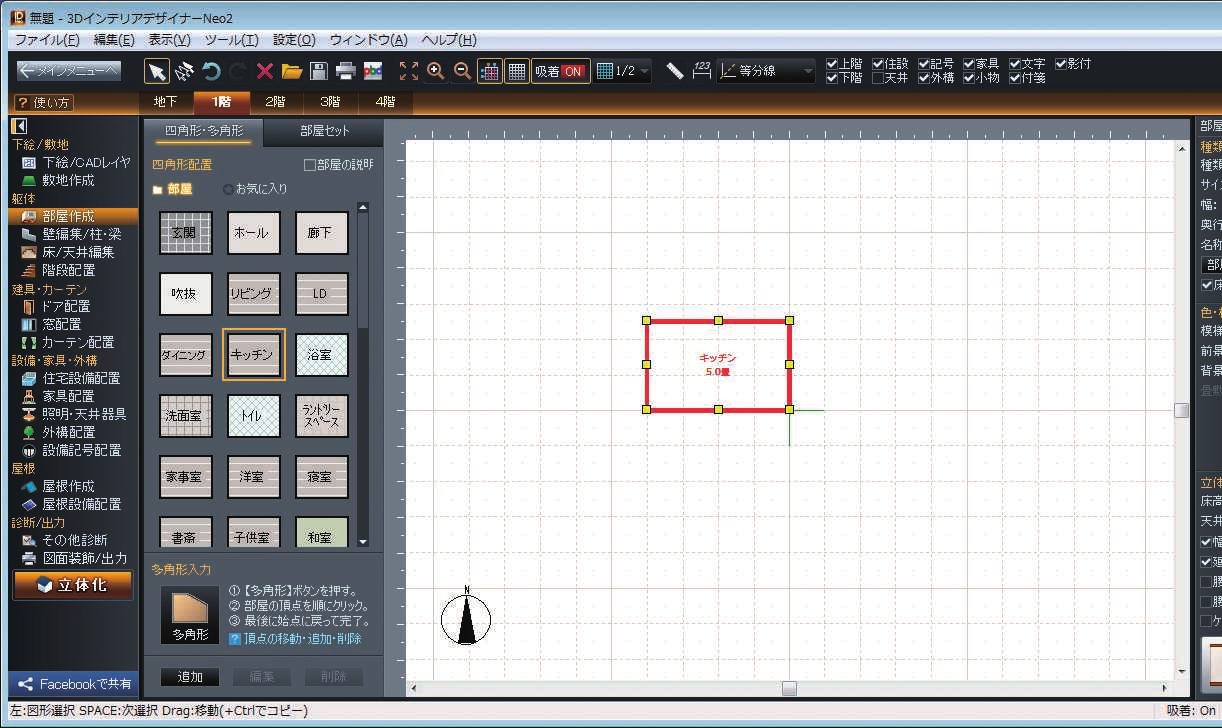 無題 - 3DインテリアデザイナーNeo2
ファイル(F) 編集(E) 表示(V) ツール(T) 設定(O) ウィンドウ(A) ヘルプ(H)
メインメニューへ
abc
吸着 ON
1/2
123
等分線
上階 住設 記号 家具 文字 影付
下階 天井 外構 小物 付箋
? 使い方
地下 1階 2階 3階 4階
下絵/敷地
下絵/CADレイヤ
敷地作成
躯体
部屋作成
壁編集/柱・梁
床/天井編集
階段配置
建具・カーテン
ドア配置
窓配置
カーテン配置
設備・家具・外構
住宅設備配置
家具配置
照明・天井器具
外構配置
設備記号配置
屋根
屋根作成
屋根設備配置
診断/出力
その他診断
図面装飾/出力
立体化
Facebookで共有
四角形・多角形 部屋セット
四角形配置 部屋の説明
部屋 お気に入り
玄関 ホール 廊下
吹抜 リビング LD
ダイニング キッチン 浴室
洗面室 トイレ ランドリースペース
家事室 洋室 寝室
書斎 子供室 和室
多角形入力
多角形
① 【多角形】ボタンを押す。
② 部屋の頂点を順にクリック。
③ 最後に始点に戻って完了。
? 頂点の移動・追加・削除
追加 編集 削除
キッチン
5.0畳
N
部屋
種類
種類
サイ
幅:
奥行
名称
部屋
床
色・
模様
前景
背景
立体
床高
天井
幅
廻
腰
腰
ケ
左:図形選択 SPACE:次選択 Drag:移動(+Ctrlでコピー)
吸着: On